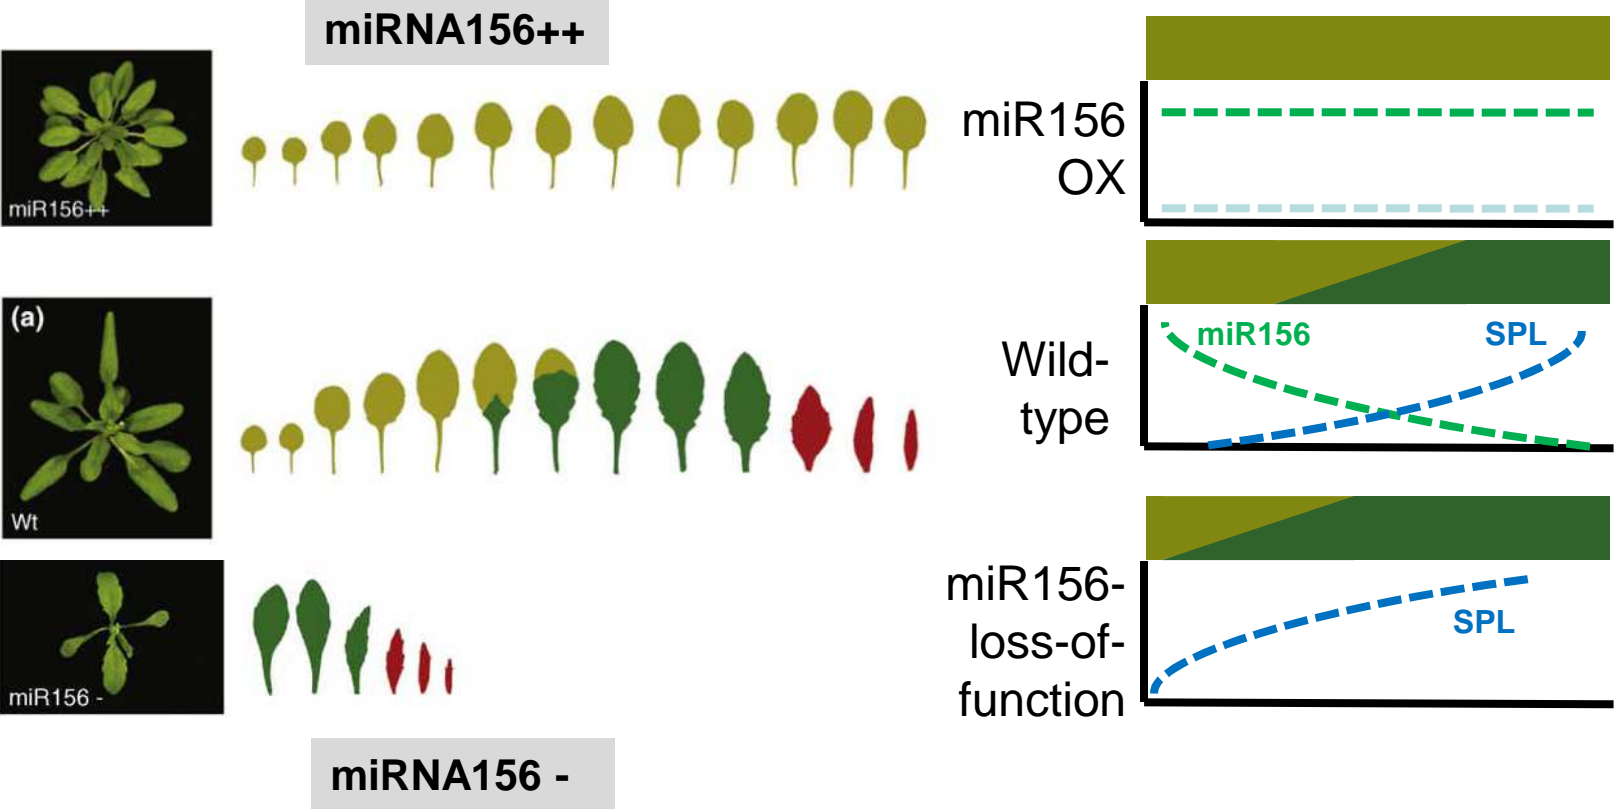 miRNA156++
miR156++
miR156
OX
(a)
Wt
Wild-
type
miR156
SPL
miR156 -
miR156-
loss-of-
function
SPL
miRNA156 -